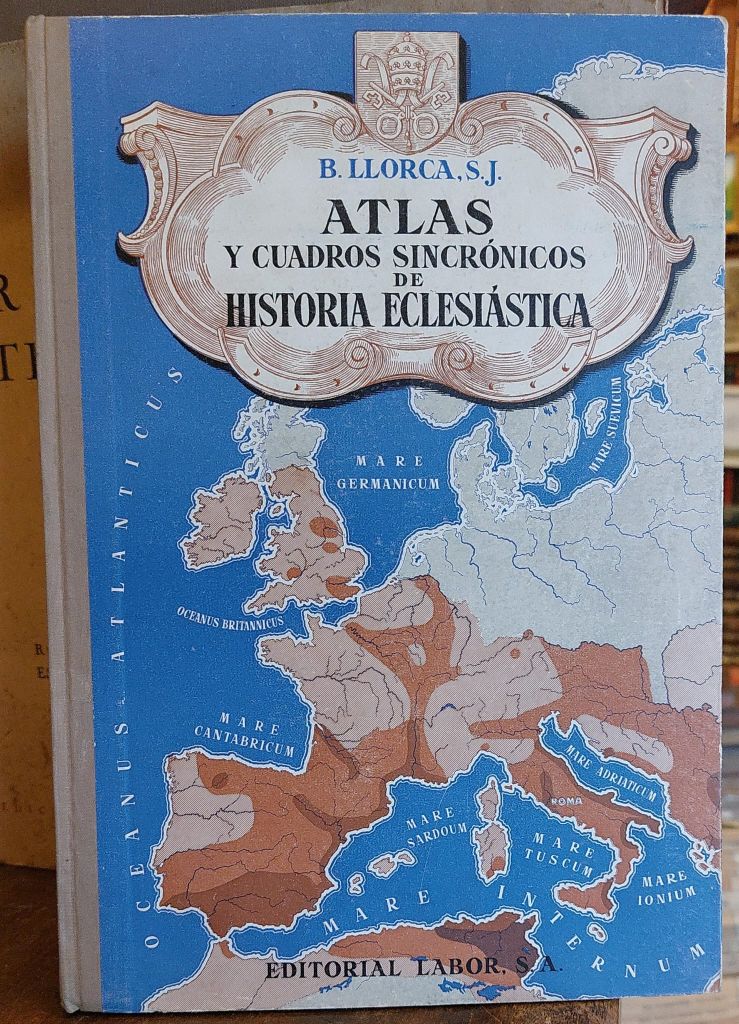 B. LLORCA, S.J.
ATLAS
Y CUADROS SINCRÓNICOS
DE
HISTORIA ECLESIÁSTICA
OCEANUS ATLANTICUS
MARE
GERMANICUM
MARE SUEVICUM
OCEANUS BRITANNICUS
MARE
CANTABRICUM
MARE ADRIATICUM
ROMA
MARE
SARDOUM
MARE
TUSCUM
MARE
IONIUM
MARE INTERNUM
EDITORIAL LABOR, S.A.